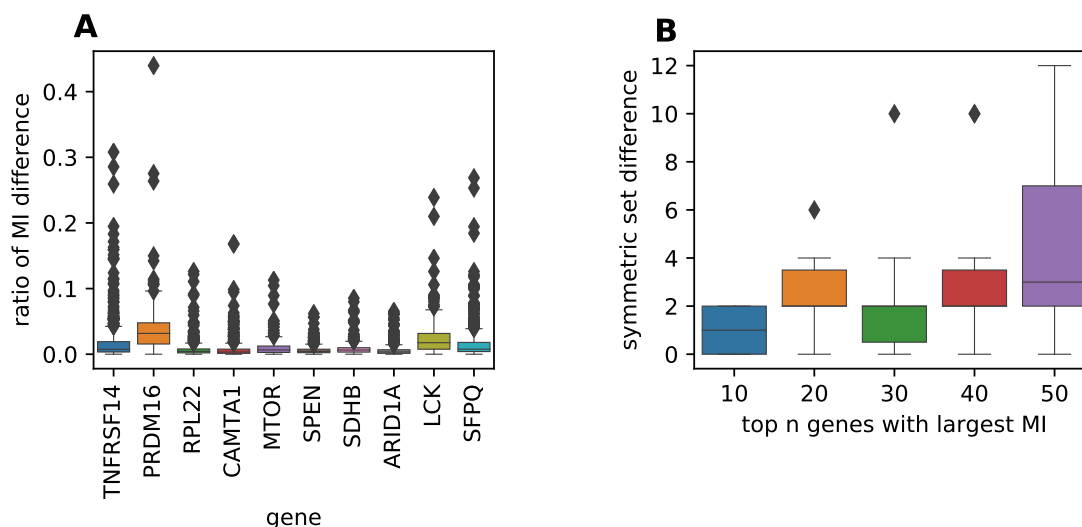 A
ratio of MI difference
0.4
0.3
0.2
0.1
0.0
TNFRSF14
PRDM16
RPL22
CAMTA1
MTOR
SPEN
SDHB
ARID1A
LCK
SFPQ
gene
B
symmetric set difference
12
10
8
6
4
2
0
10 20 30 40 50
top n genes with largest MI